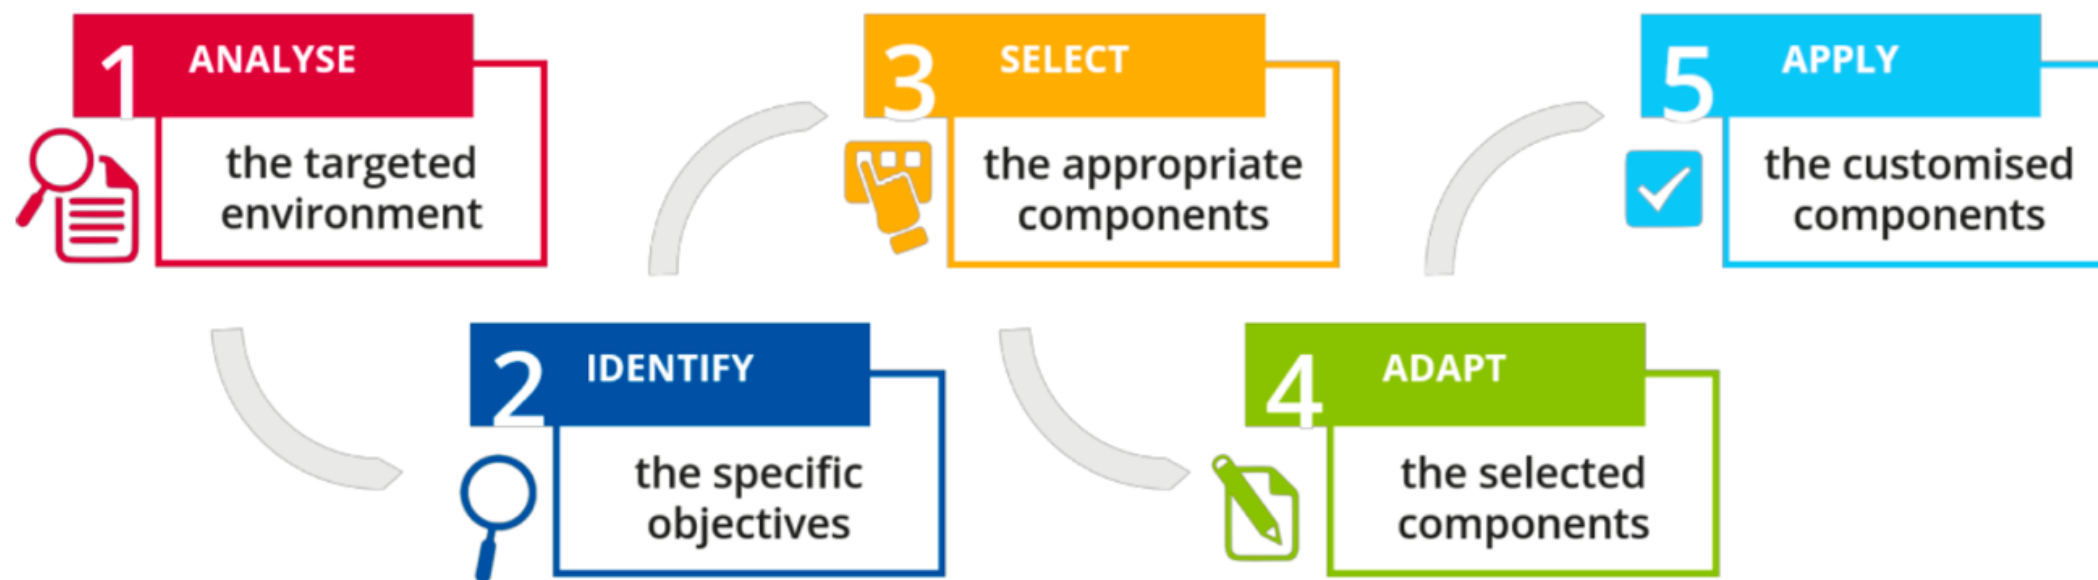 1 ANALYSE
the targeted
environment
2 IDENTIFY
the specific
objectives
3 SELECT
the appropriate
components
4 ADAPT
the selected
components
5 APPLY
the customised
components